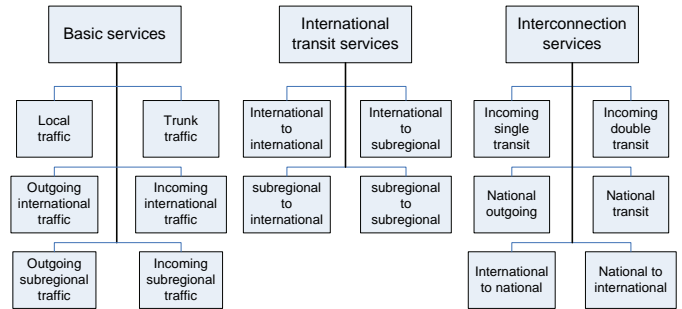 Basic services
Local
traffic
Trunk
traffic
Outgoing
international
traffic
Incoming
international
traffic
Outgoing
subregional
traffic
Incoming
subregional
traffic
International
transit services
International
to
international
International
to
subregional
subregional
to
international
subregional
to
subregional
Interconnection
services
Incoming
single
transit
Incoming
double
transit
National
outgoing
National
transit
International
to national
National to
international